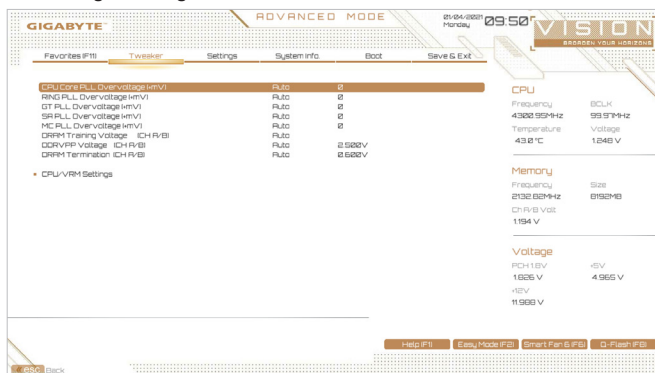 GIGABYTE™
ADVANCED MODE
01/04/2021
Monday
09:50
VISION
BROADEN YOUR HORIZONS
Favorites (F11)
Tweaker
Settings
System Info.
Boot
Save & Exit
CPU Core PLL Overvoltage (+mV) Auto 0
RING PLL Overvoltage (+mV) Auto 0
GT PLL Overvoltage (+mV) Auto 0
SA PLL Overvoltage (+mV) Auto 0
MC PLL Overvoltage (+mV) Auto 0
DRAM Training Voltage (CH A/B) Auto
DDRVPP Voltage (CH A/B) Auto 2.500V
DRAM Termination (CH A/B) Auto 0.600V
CPU/VRM Settings
CPU
Frequency BCLK
4300.95MHz 99.97MHz
Temperature Voltage
43.0 °C 1.248 V
Memory
Frequency Size
2132.82MHz 8192MB
Ch A/B Volt
1.194 V
Voltage
PCH 1.8V +5V
1.826 V 4.965 V
+12V
11.988 V
Help (F1)
Easy Mode (F2)
Smart Fan 6 (F6)
Q-Flash (F8)
esc Back